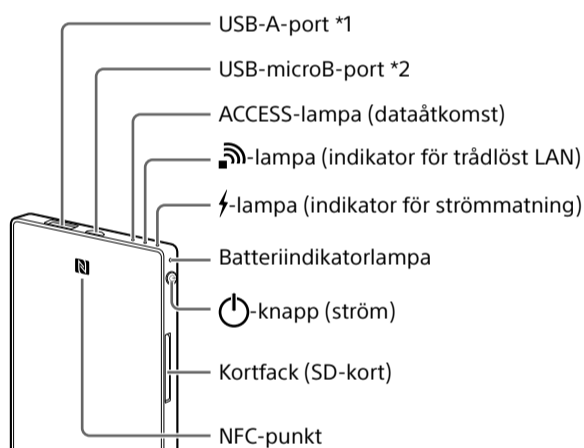 USB-A-port *1
USB-microB-port *2
ACCESS-lampa (dataåtkomst)
-lampa (indikator för trådlöst LAN)
-lampa (indikator för strömmatning)
Batteriindikatorlampa
-knapp (ström)
Kortfack (SD-kort)
NFC-punkt